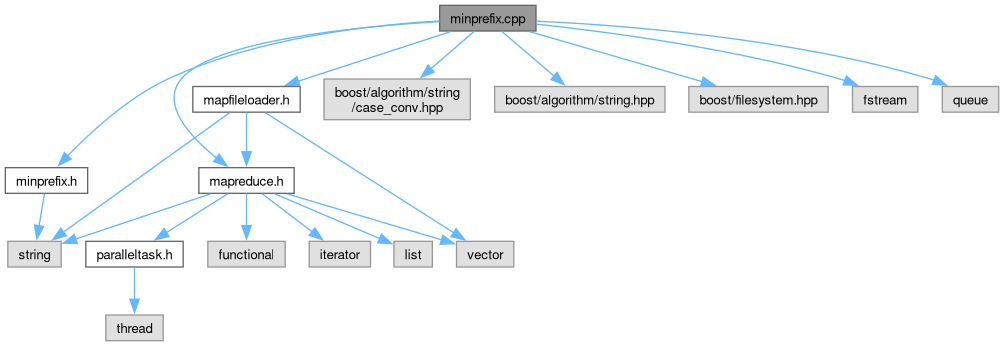 minprefix.cpp
mapfileloader.h
boost/algorithm/string
/case_conv.hpp
boost/algorithm/string.hpp
boost/filesystem.hpp
fstream
queue
minprefix.h
mapreduce.h
string
paralleltask.h
functional
iterator
list
vector
thread